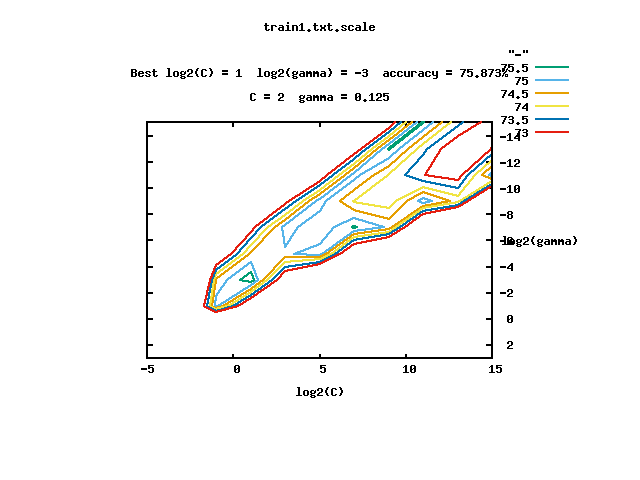 train1.txt.scale
"-"
Best log2(C) = 1  log2(gamma) = -3  accuracy = 75.873%
75.5
75
74.5
74
73.5
73
C = 2  gamma = 0.125
-14
-12
-10
-8
-6
log2(gamma)
-4
-2
0
2
-5 0 5 10 15
log2(C)